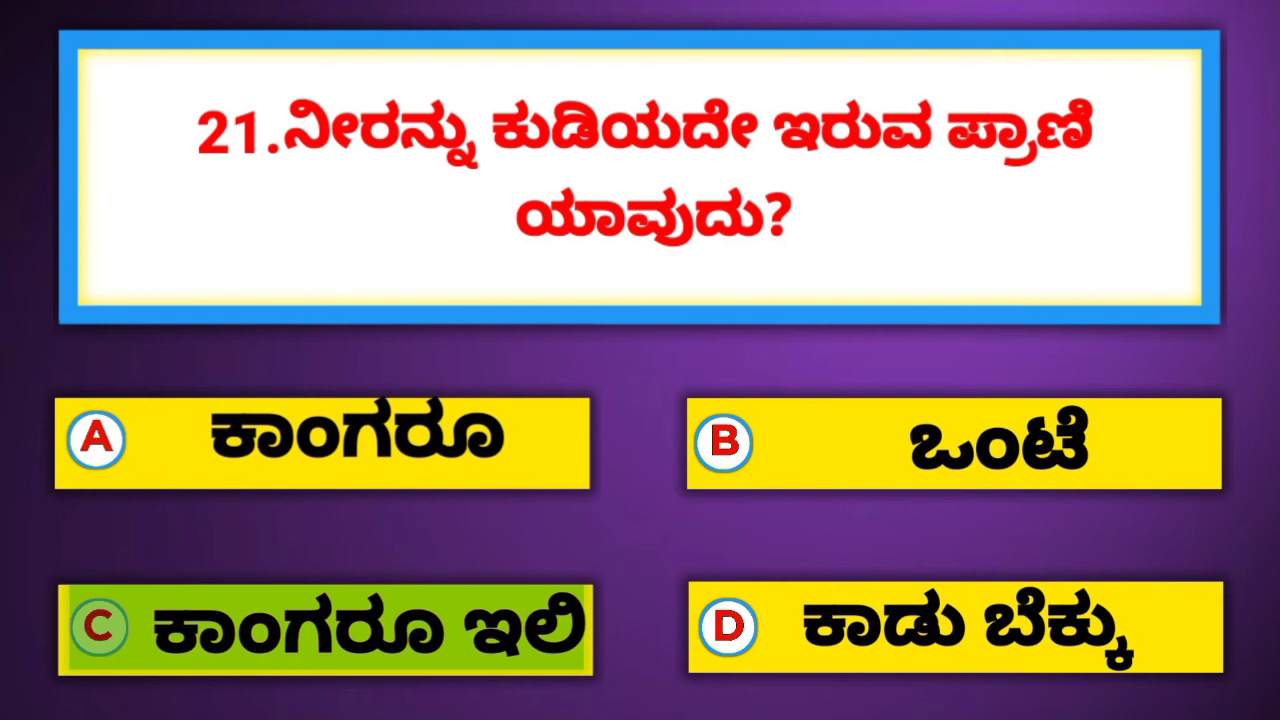 21.ನೀರನ್ನು ಕುಡಿಯದೇ ಇರುವ ಪ್ರಾಣಿ
ಯಾವುದು?
A ಕಾಂಗರೂ
B ಒಂಟೆ
C ಕಾಂಗರೂ ಇಲಿ
D ಕಾಡು ಬೆಕ್ಕು